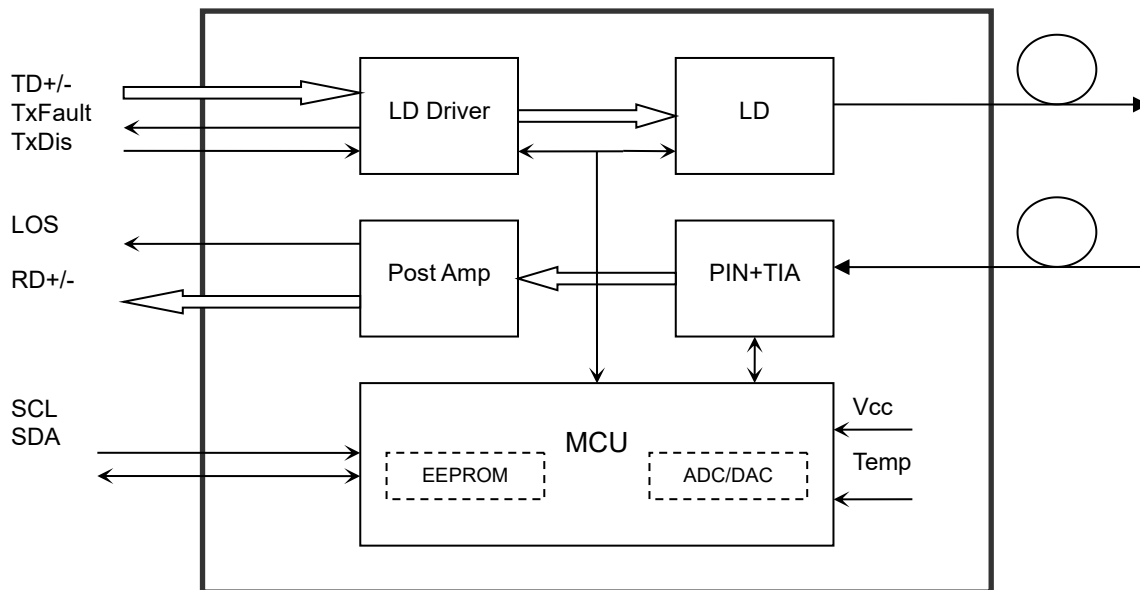 TD+/-
TxFault
TxDis
LD Driver
LD
LOS
RD+/-
Post Amp
PIN+TIA
SCL
SDA
MCU
EEPROM
ADC/DAC
Vcc
Temp